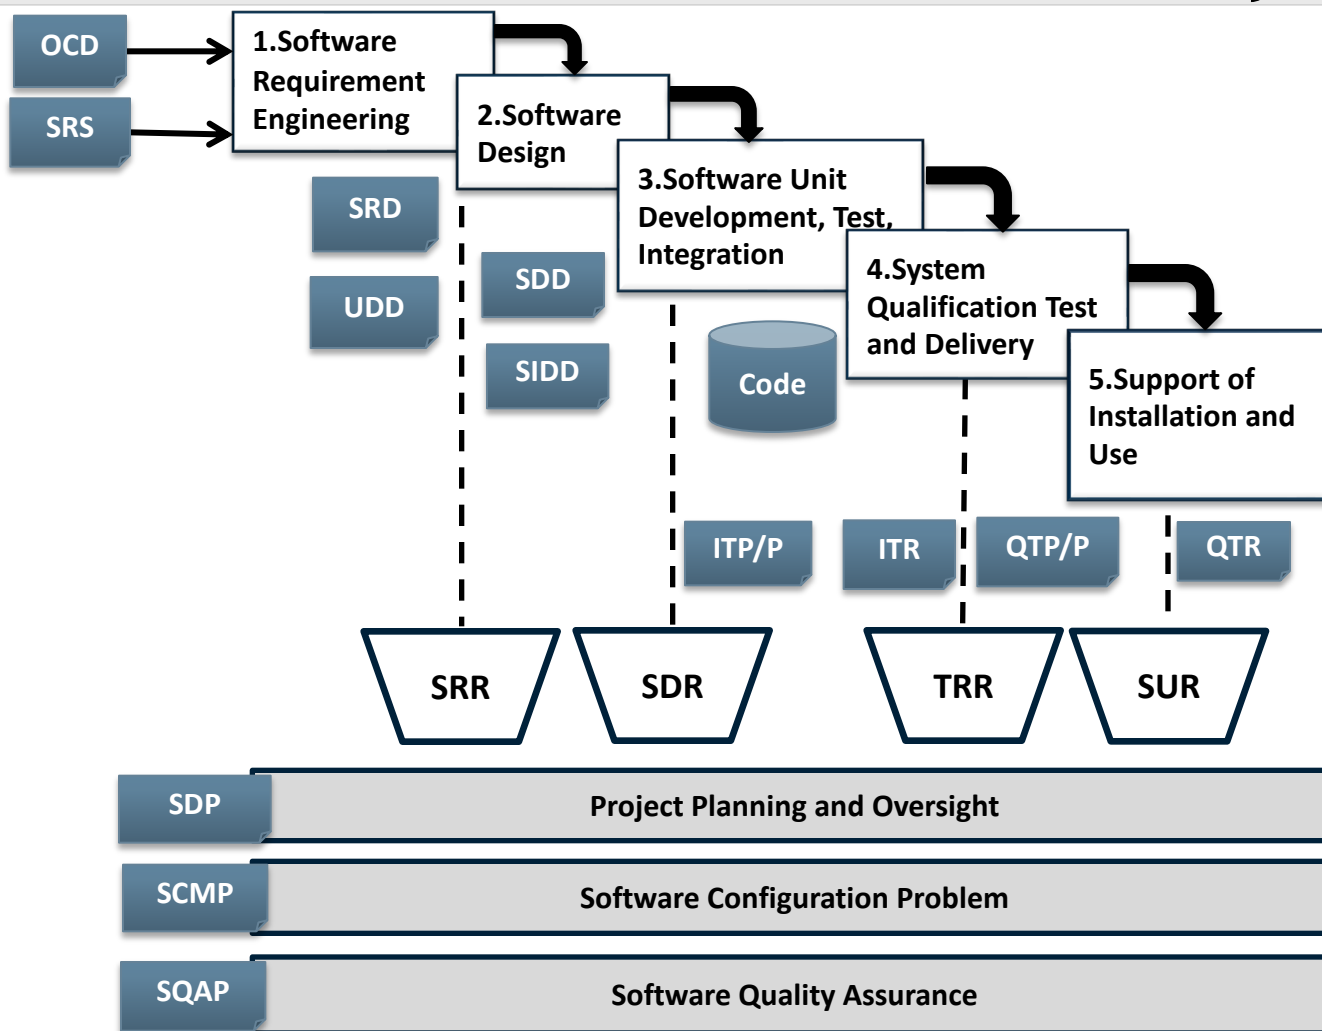 OCD
SRS
1.Software
Requirement
Engineering
2.Software
Design
3.Software Unit
Development, Test,
Integration
4.System
Qualification Test
and Delivery
5.Support of
Installation and
Use
SRD
UDD
SDD
SIDD
Code
ITP/P
ITR
QTP/P
QTR
SRR
SDR
TRR
SUR
SDP
Project Planning and Oversight
SCMP
Software Configuration Problem
SQAP
Software Quality Assurance